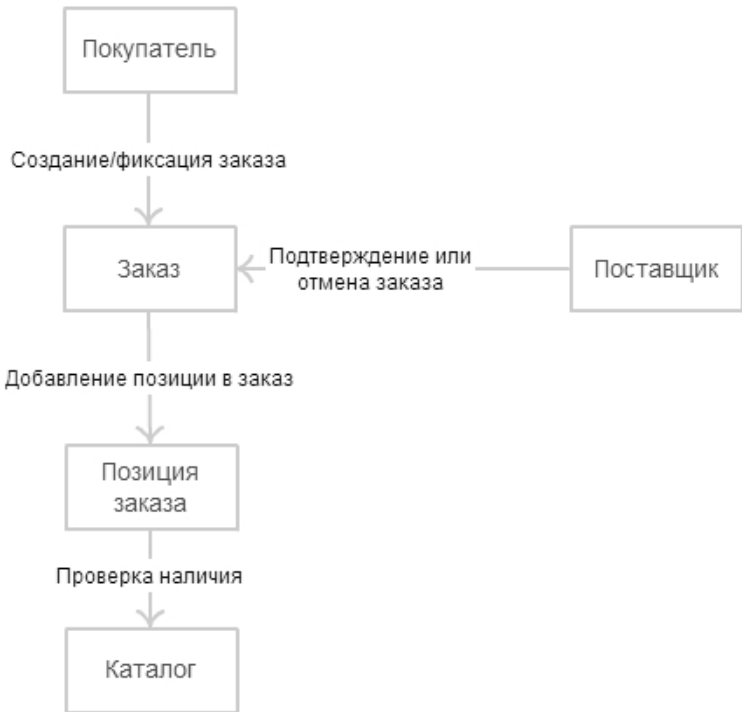 Покупатель
Создание/фиксация заказа
Заказ
Подтверждение или
отмена заказа
Поставщик
Добавление позиции в заказ
Позиция
заказа
Проверка наличия
Каталог